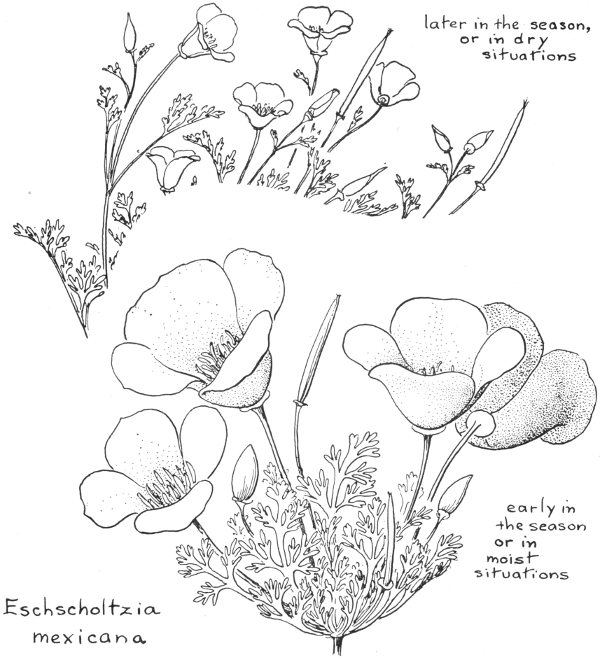 later in the season,
or in dry
situations
early in
the season
or in
moist
situations
Eschscholtzia
mexicana